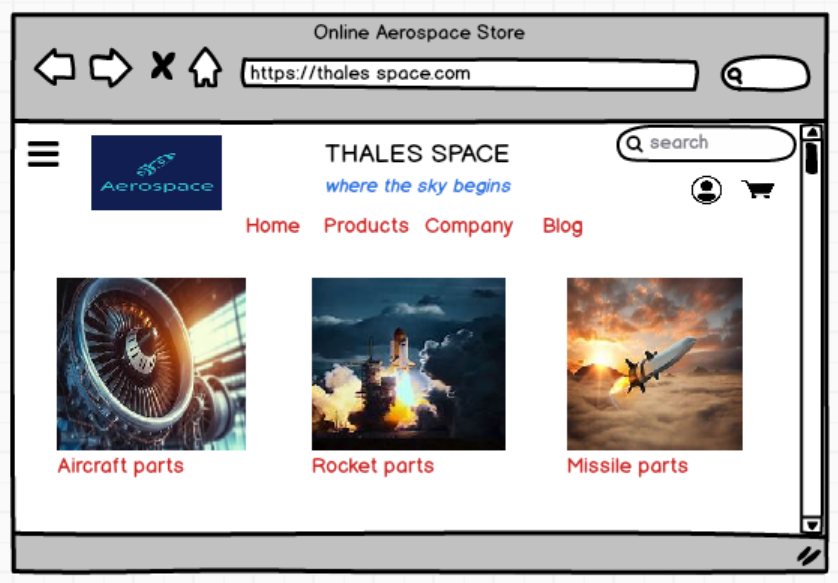 Online Aerospace Store
https://thales space.com
search
THALES SPACE
Aerospace
where the sky begins
Home Products Company Blog
Aircraft parts Rocket parts Missile parts